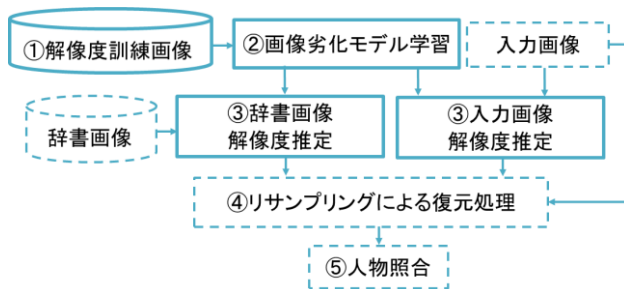 ①解像度訓練画像
②画像劣化モデル学習
入力画像
辞書画像
③辞書画像
解像度推定
③入力画像
解像度推定
④リサンプリングによる復元処理
⑤人物照合